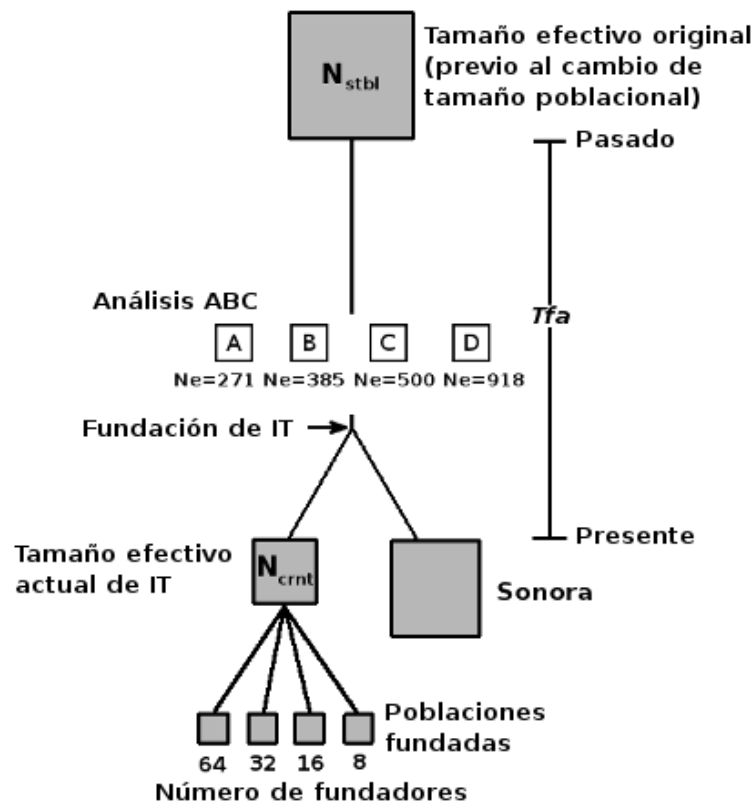 N stbl
Tamaño efectivo original
(previo al cambio de
tamaño poblacional)
Pasado
Análisis ABC
Tfa
A B C D
Ne=271 Ne=385 Ne=500 Ne=918
Fundación de IT
Presente
Tamaño efectivo
actual de IT
N crnt
Sonora
Poblaciones
fundadas
64 32 16 8
Número de fundadores